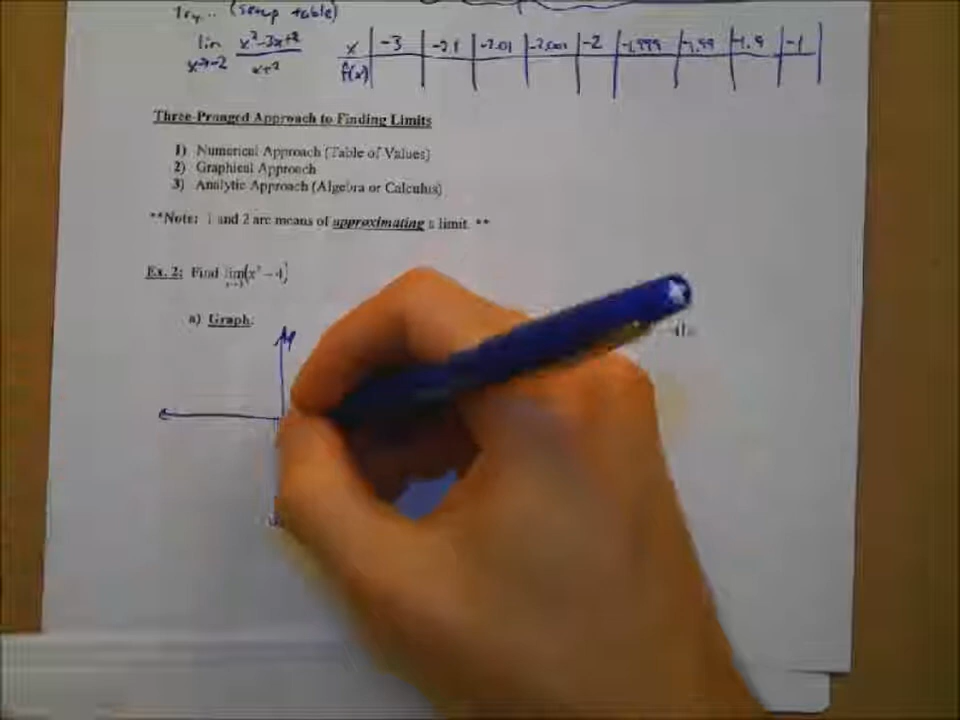 Try... (setup table)
lim x→-2 x²-3x+2 / x+2
x -3 -2.1 -2.01 -2.001 -2 -1.999 -1.99 -1.9 -1
f(x)
Three-Pronged Approach to Finding Limits
1) Numerical Approach (Table of Values)
2) Graphical Approach
3) Analytic Approach (Algebra or Calculus)
**Note: 1 and 2 are means of approximating a limit. **
Ex. 2: Find lim
a) Graph.